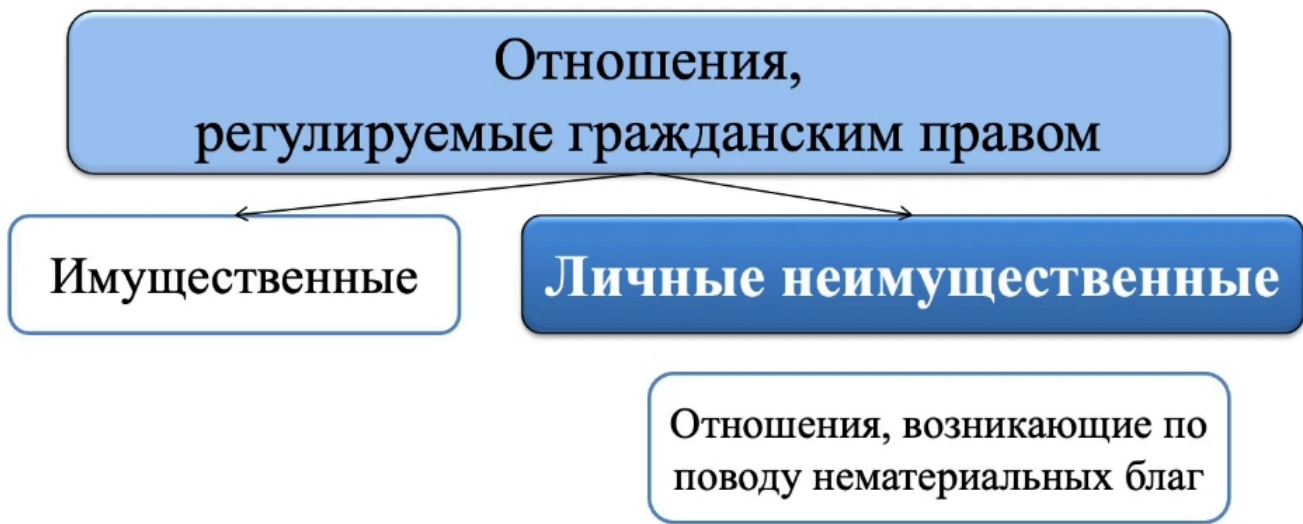 Отношения,
регулируемые гражданским правом
Имущественные
Личные неимущественные
Отношения, возникающие по
поводу нематериальных благ